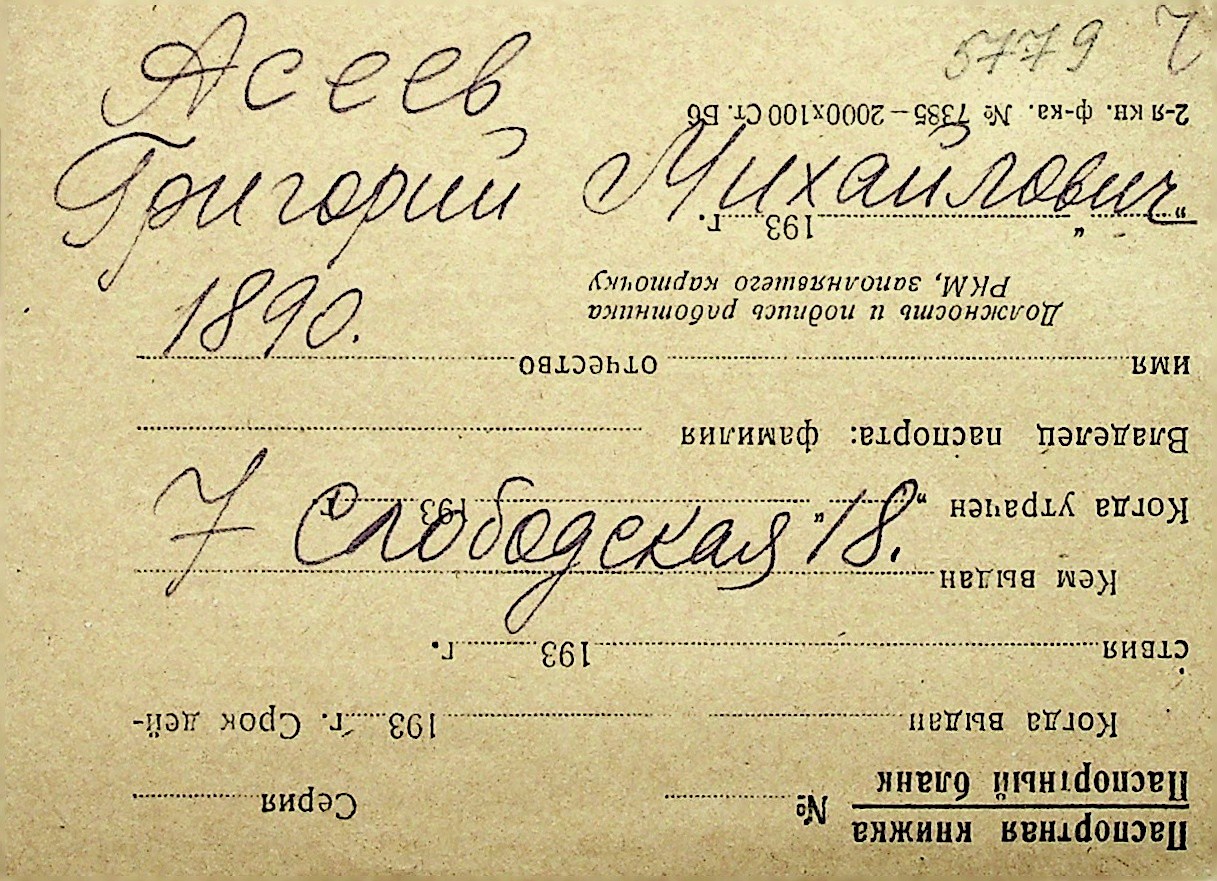 5779
Асеев
Григорий Михайлович
1890.
7 Слободская 18.
Паспортная книжка
Паспортный бланк № Серия
Когда выдан 193 г. Срок дей-
ствия 193 г.
Кем выдан
Когда утрачен „ “ 193 г.
Владелец паспорта: фамилия
имя отчество
Должность и подпись работника
РКМ, заполнявшего карточку
„ “ 193 г.
2-я кн. ф-ка. № 7385—2000х100 Ст. Б6